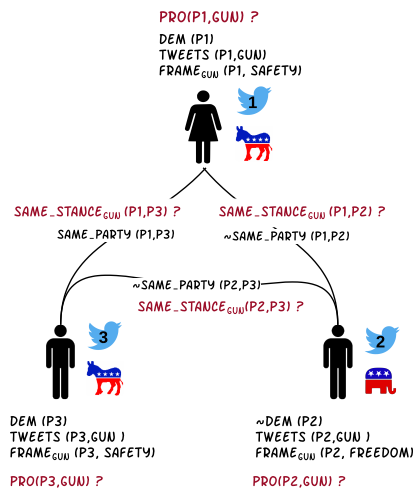 PRO(P1,GUN) ?
DEM (P1)
TWEETS (P1,GUN)
FRAMEGUN (P1, SAFETY)
1
SAME_STANCEGUN (P1,P3) ?
SAME_STANCEGUN (P1,P2) ?
SAME_PARTY (P1,P3)
~SAME_PARTY (P1,P2)
~SAME_PARTY (P2,P3)
SAME_STANCEGUN(P2,P3) ?
3
2
DEM (P3)
TWEETS (P3,GUN )
FRAMEGUN (P3, SAFETY)
PRO(P3,GUN) ?
~DEM (P2)
TWEETS (P2,GUN )
FRAMEGUN (P2, FREEDOM)
PRO(P2,GUN) ?